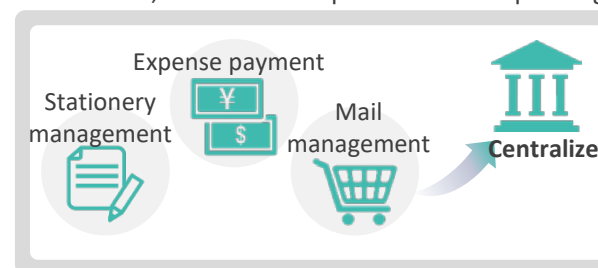 Expense payment
¥
$
Stationery
management
Mail
management
Centralize